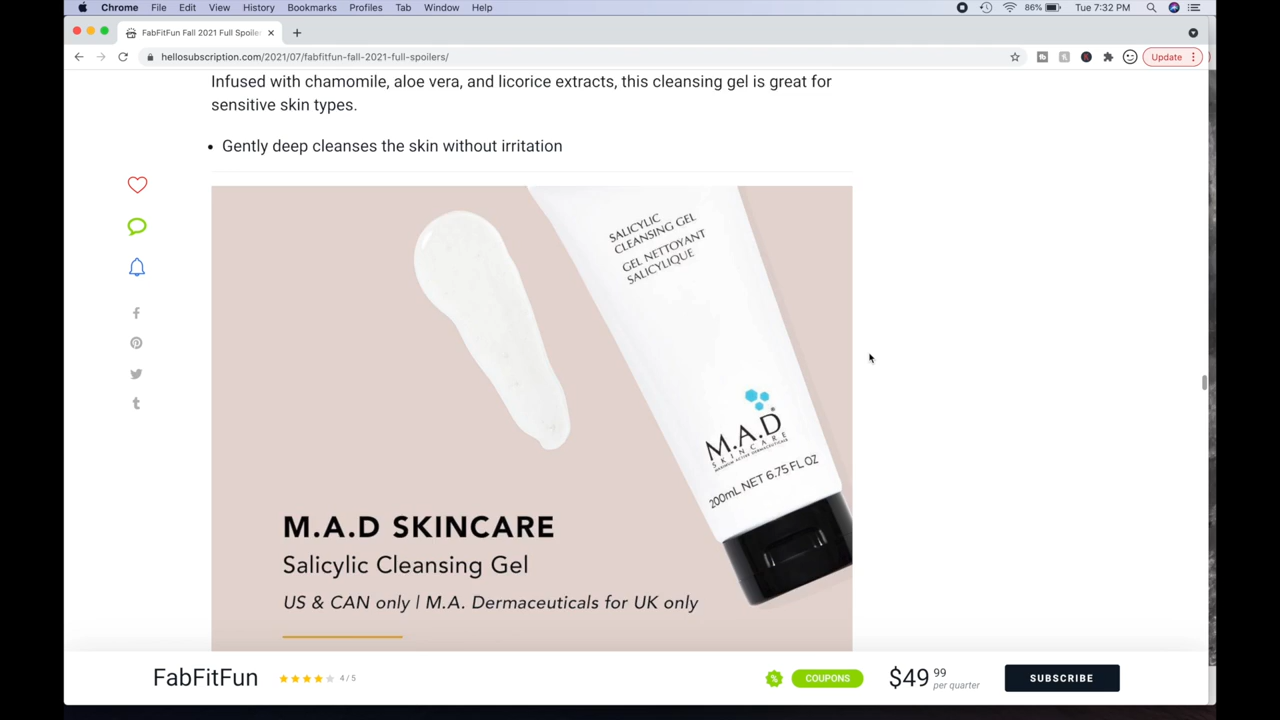 Chrome File Edit View History Bookmarks Profiles Tab Window Help 86% Tue 7:32 PM
FabFitFun Fall 2021 Full Spoile
hellosubscription.com/2021/07/fabfitfun-fall-2021-full-spoilers/ Update
Infused with chamomile, aloe vera, and licorice extracts, this cleansing gel is great for
sensitive skin types.
• Gently deep cleanses the skin without irritation
SALICYLIC
CLEANSING GEL
GEL NETTOYANT
SALICYLIQUE
M.A.D
SKINCARE
MAXIMUM ACTIVE DERMACEUTICALS
200mL NET 6.75 FL OZ
M.A.D SKINCARE
Salicylic Cleansing Gel
US & CAN only | M.A. Dermaceuticals for UK only
FabFitFun 4 / 5 COUPONS $49 99 per quarter SUBSCRIBE